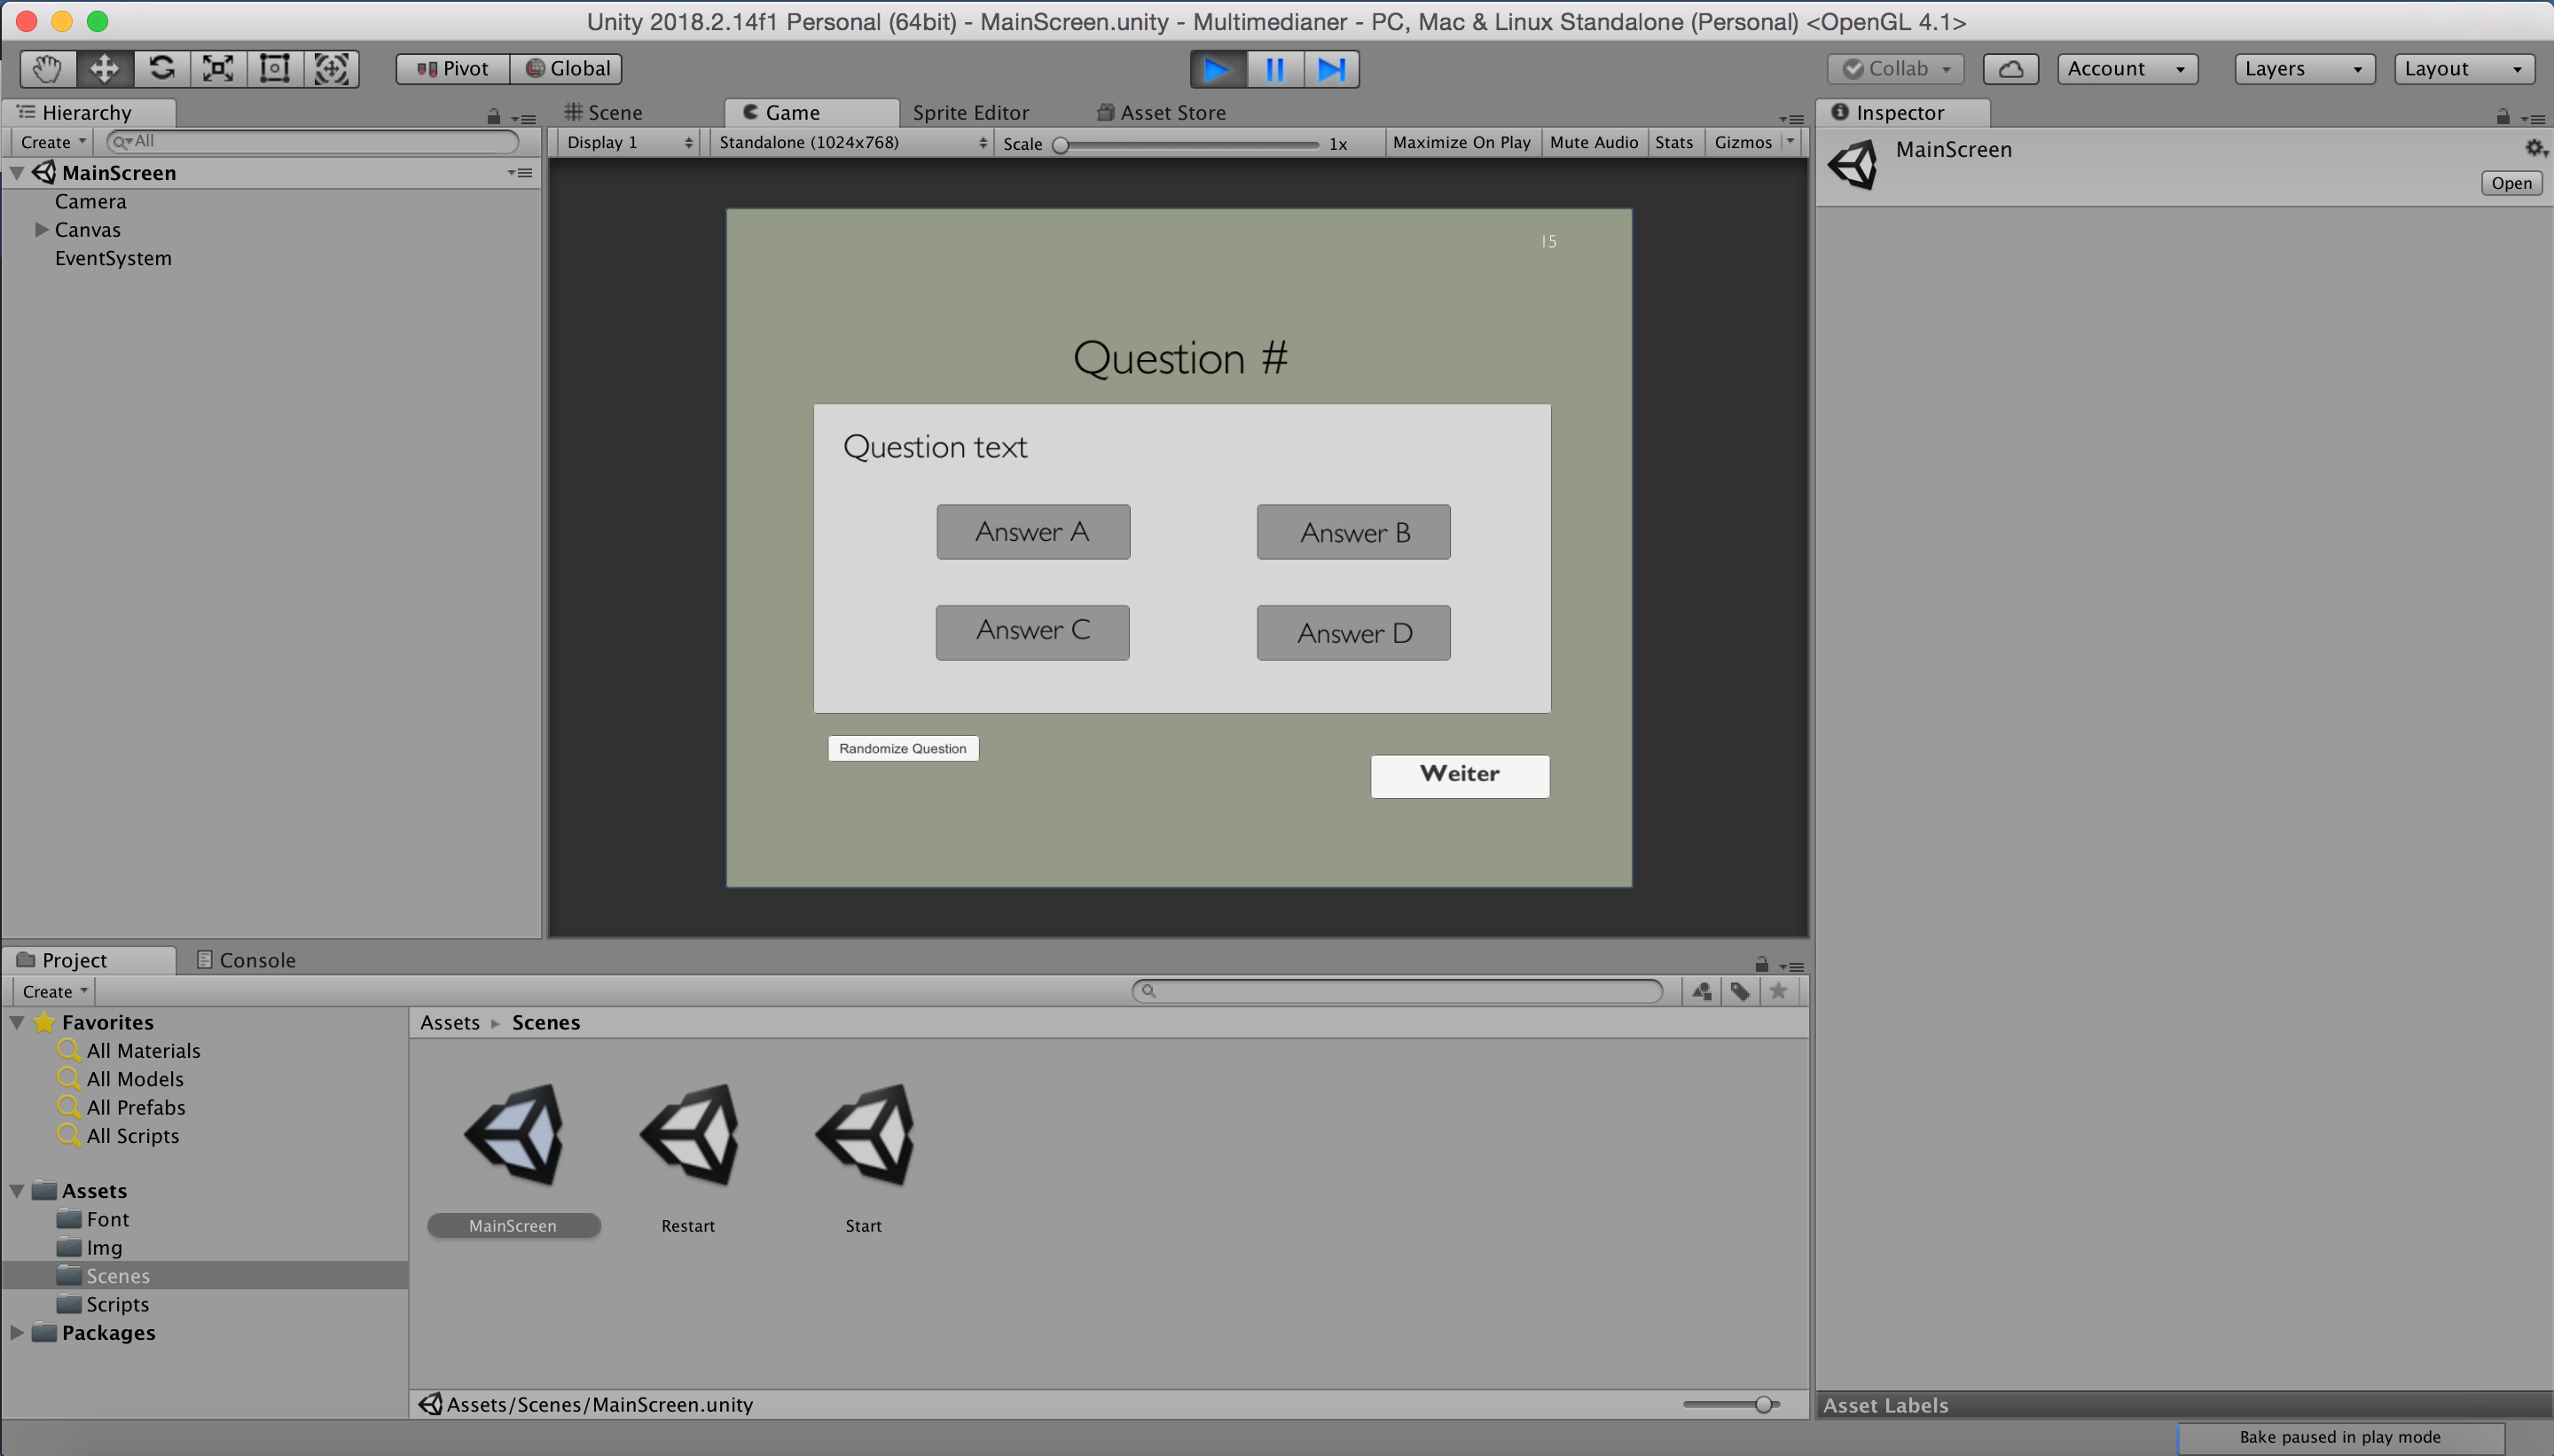 Unity 2018.2.14f1 Personal (64bit) - MainScreen.unity - Multimedianer - PC, Mac & Linux Standalone (Personal) <OpenGL 4.1>
Pivot Global Collab Account Layers Layout
Hierarchy Scene Game Sprite Editor Asset Store Inspector
Create All Display 1 Standalone (1024x768) Scale 1x Maximize On Play Mute Audio Stats Gizmos
MainScreen
Open
MainScreen
Camera
Canvas
EventSystem
15
Question #
Question text
Answer A Answer B
Answer C Answer D
Randomize Question
Weiter
Project Console
Create
Favorites
All Materials
All Models
All Prefabs
All Scripts
Assets
Font
Img
Scenes
Scripts
Packages
Assets Scenes
MainScreen Restart Start
Assets/Scenes/MainScreen.unity
Asset Labels
Bake paused in play mode